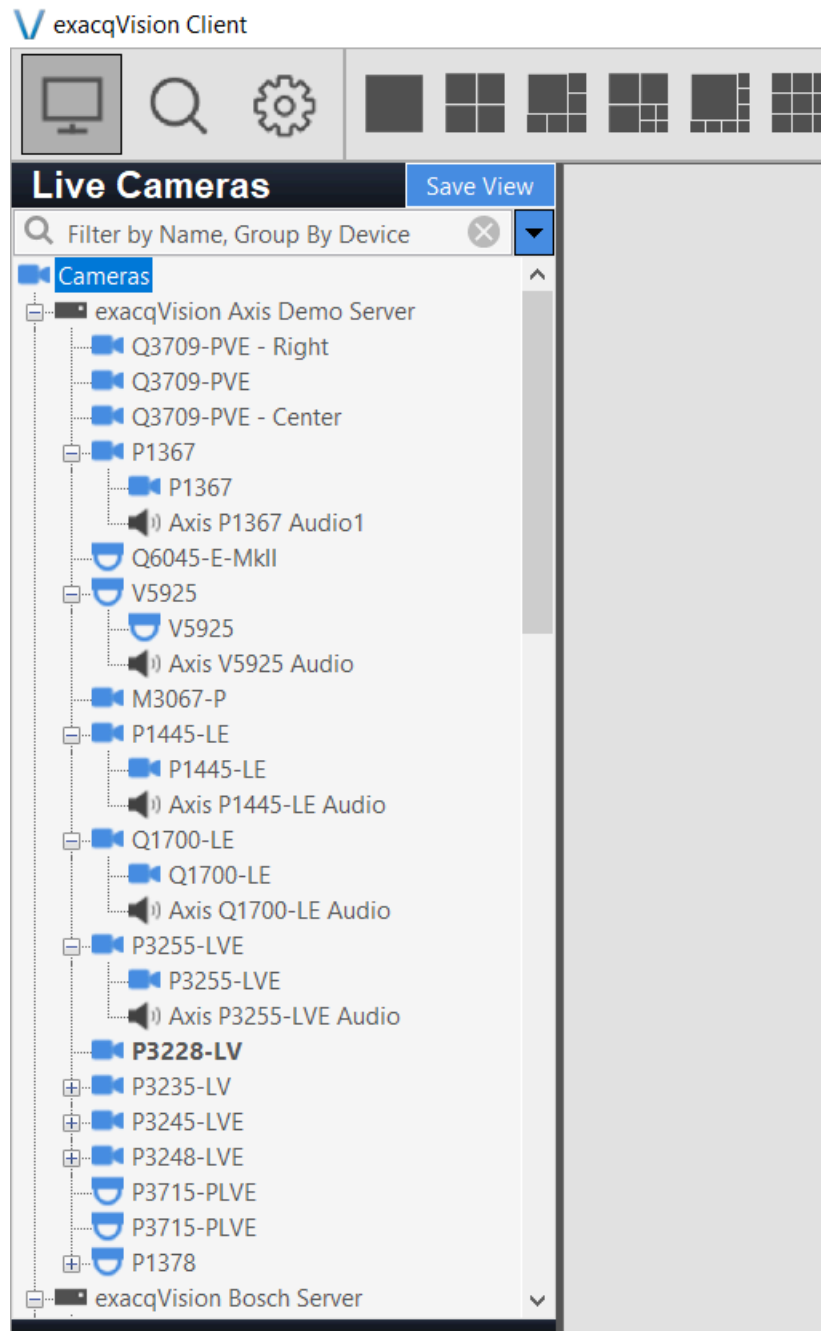 exacqVision Client
Live Cameras
Save View
Filter by Name, Group By Device
Cameras
exacqVision Axis Demo Server
Q3709-PVE - Right
Q3709-PVE
Q3709-PVE - Center
P1367
P1367
Axis P1367 Audio1
Q6045-E-MkII
V5925
V5925
Axis V5925 Audio
M3067-P
P1445-LE
P1445-LE
Axis P1445-LE Audio
Q1700-LE
Q1700-LE
Axis Q1700-LE Audio
P3255-LVE
P3255-LVE
Axis P3255-LVE Audio
P3228-LV
P3235-LV
P3245-LVE
P3248-LVE
P3715-PLVE
P3715-PLVE
P1378
exacqVision Bosch Server